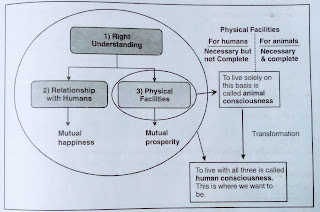 1) Right
Understanding
2) Relationship
with Humans
3) Physical
Facilities
Mutual
happiness
Mutual
prosperity
Physical Facilities
For humans
For animals
Necessary but
not Complete
Necessary
& complete
To live solely on
this basis is
called animal
consciousness
Transformation
To live with all three is called
human consciousness.
This is where we want to
be.